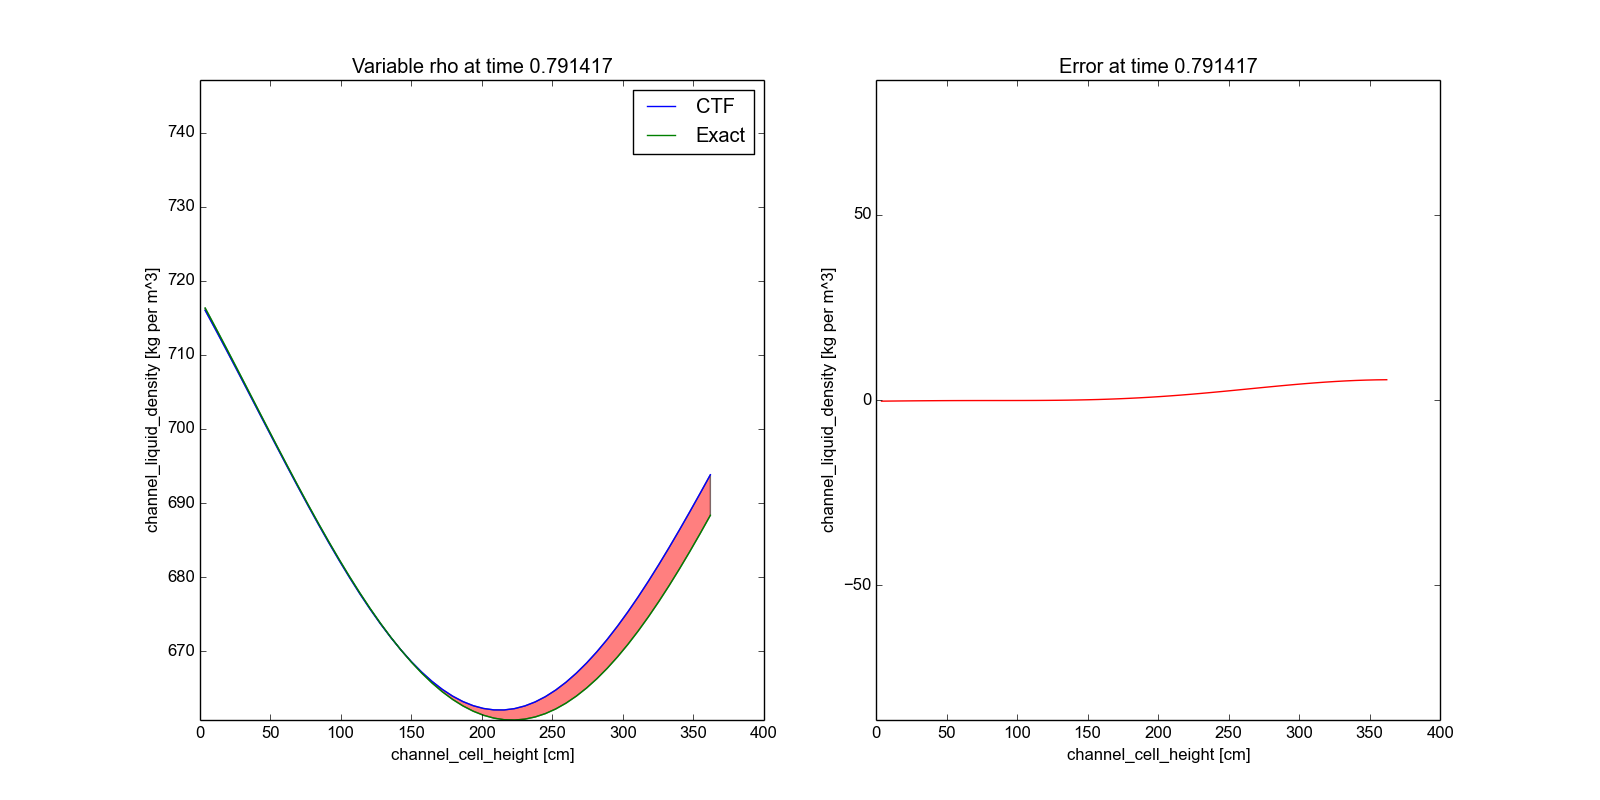 Variable rho at time 0.791417
CTF
Exact
channel_liquid_density [kg per m^3]
740
730
720
710
700
690
680
670
0 50 100 150 200 250 300 350 400
channel_cell_height [cm]
Error at time 0.791417
channel_liquid_density [kg per m^3]
50
0
−50
0 50 100 150 200 250 300 350 400
channel_cell_height [cm]